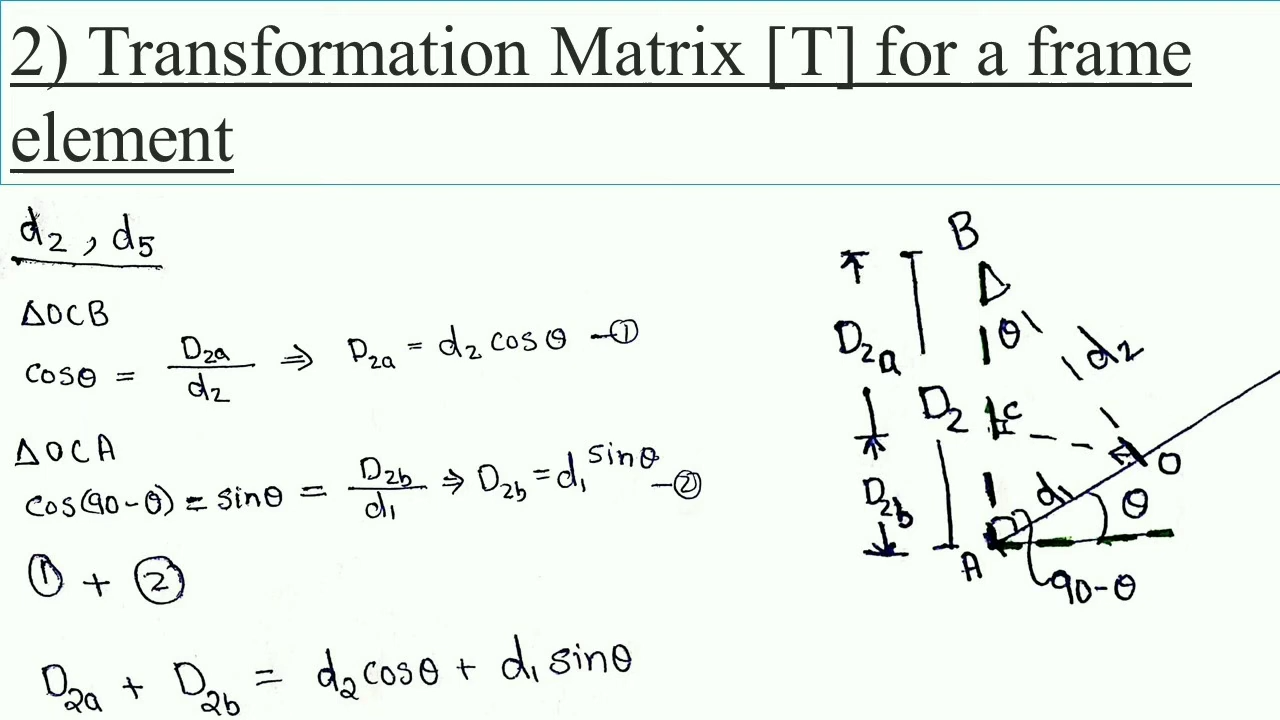 2) Transformation Matrix [T] for a frame
element
d2 , d5
ΔOCB
cosθ = D2a/d2 ⇒ D2a = d2 cosθ —①
ΔOCA
cos(90-θ) = sinθ = D2b/d1 ⇒ D2b = d1 sinθ —②
① + ②
D2a + D2b = d2 cosθ + d1 sinθ
B
θ
D2a
d2
D2
C
O
D2b
d1
θ
A
90-θ